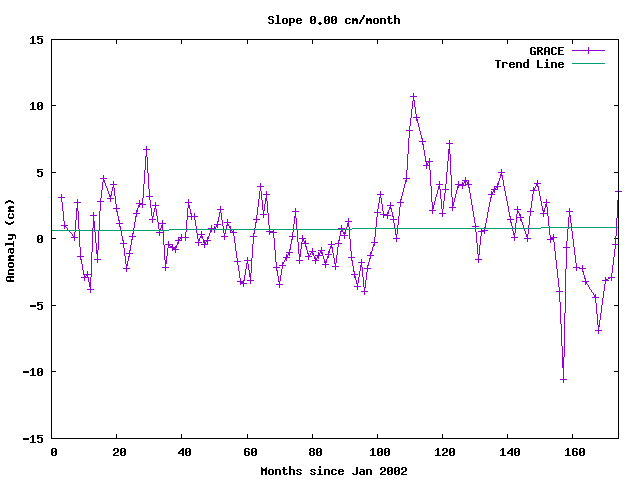 Slope 0.00 cm/month
15
GRACE
Trend Line
10
5
Anomaly (cm)
0
-5
-10
-15
0 20 40 60 80 100 120 140 160
Months since Jan 2002